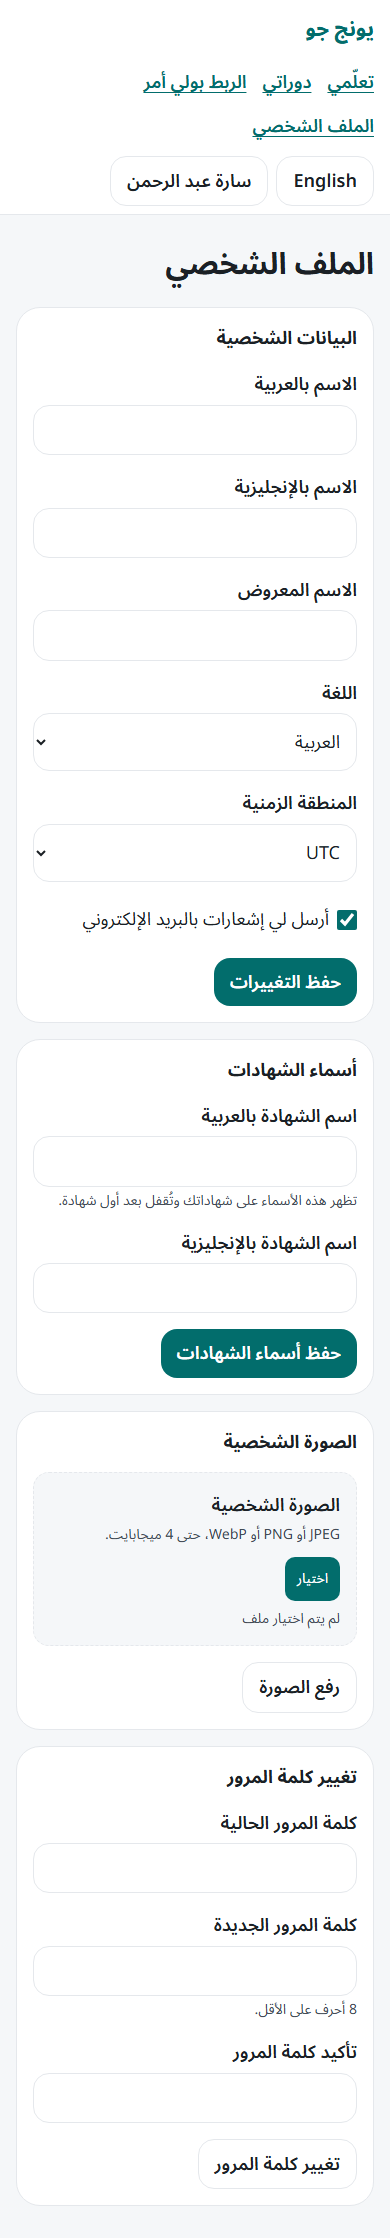 يونج جو
تعلّمي دوراتي الربط بولي أمر
الملف الشخصي
English سارة عبد الرحمن
الملف الشخصي
البيانات الشخصية
الاسم بالعربية
الاسم بالإنجليزية
الاسم المعروض
اللغة
العربية
المنطقة الزمنية
UTC
أرسل لي إشعارات بالبريد الإلكتروني
حفظ التغييرات
أسماء الشهادات
اسم الشهادة بالعربية
تظهر هذه الأسماء على شهاداتك وتُقفل بعد أول شهادة.
اسم الشهادة بالإنجليزية
حفظ أسماء الشهادات
الصورة الشخصية
الصورة الشخصية
JPEG أو PNG أو WebP، حتى 4 ميجابايت.
اختيار
لم يتم اختيار ملف
رفع الصورة
تغيير كلمة المرور
كلمة المرور الحالية
كلمة المرور الجديدة
8 أحرف على الأقل.
تأكيد كلمة المرور
تغيير كلمة المرور